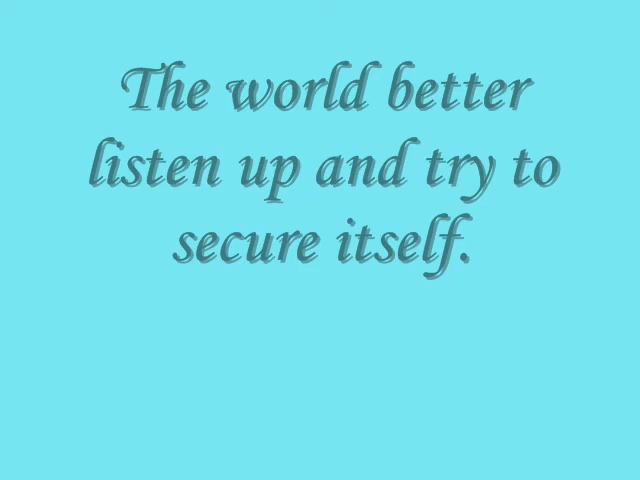 The world better
listen up and try to
secure itself.